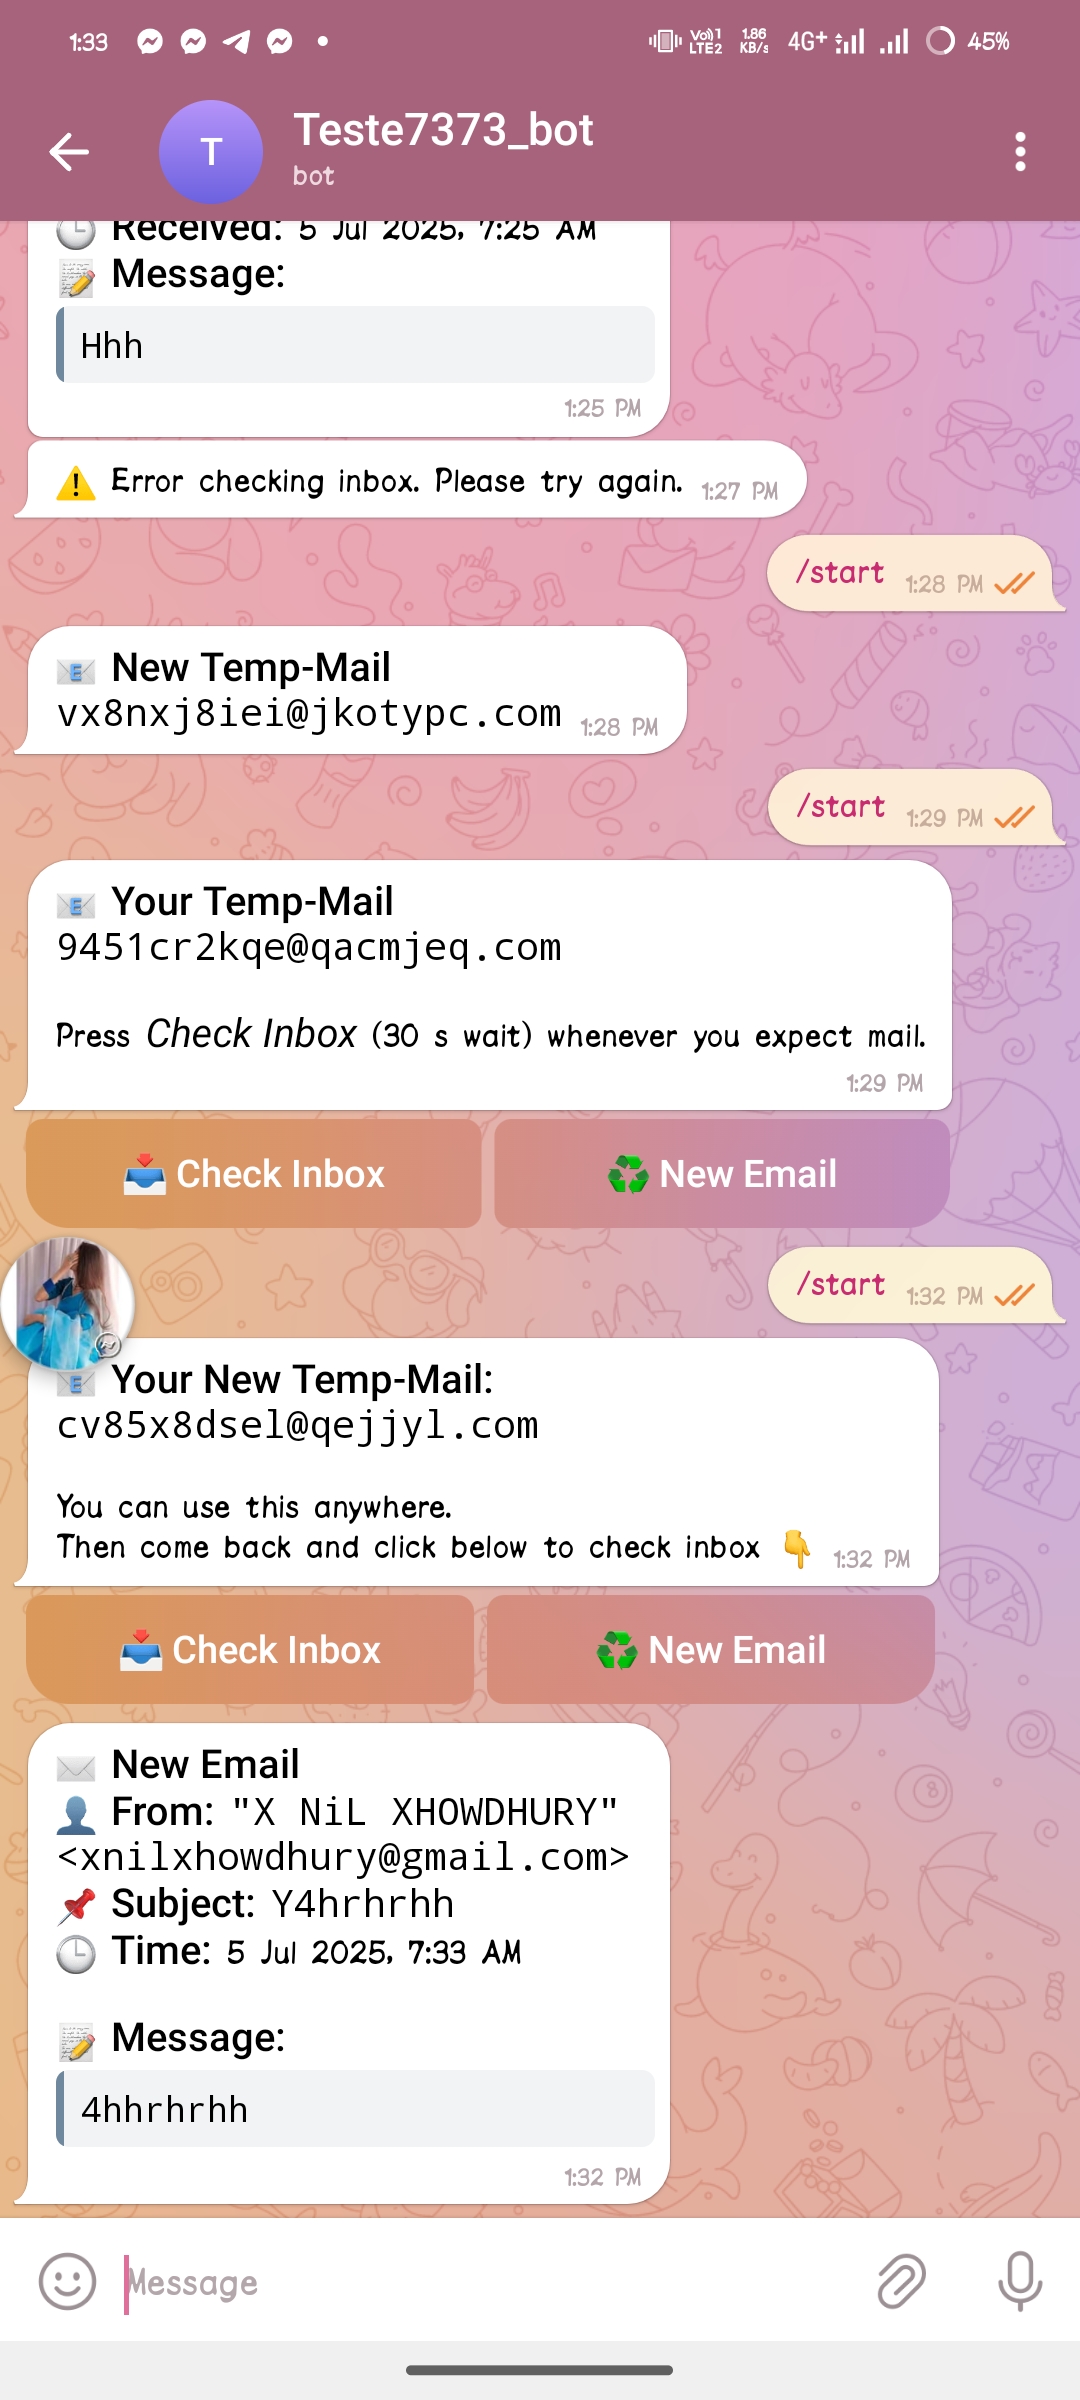 1:33
Vo)) 1
LTE2
1.86
KB/s
4G+
45%
T
Teste7373_bot
bot
Received: 5 Jul 2025, 7:25 AM
Message:
Hhh
1:25 PM
Error checking inbox. Please try again. 1:27 PM
/start 1:28 PM
New Temp-Mail
vx8nxj8iei@jkotypc.com 1:28 PM
/start 1:29 PM
Your Temp-Mail
9451cr2kqe@qacmjeq.com
Press Check Inbox (30 s wait) whenever you expect mail.
1:29 PM
Check Inbox
New Email
/start 1:32 PM
Your New Temp-Mail:
cv85x8dsel@qejjyl.com
You can use this anywhere.
Then come back and click below to check inbox 👇 1:32 PM
Check Inbox
New Email
New Email
From: "X NiL XHOWDHURY"
<xnilxhowdhury@gmail.com>
Subject: Y4hrhrhh
Time: 5 Jul 2025, 7:33 AM
Message:
4hhrhrhh
1:32 PM
Message